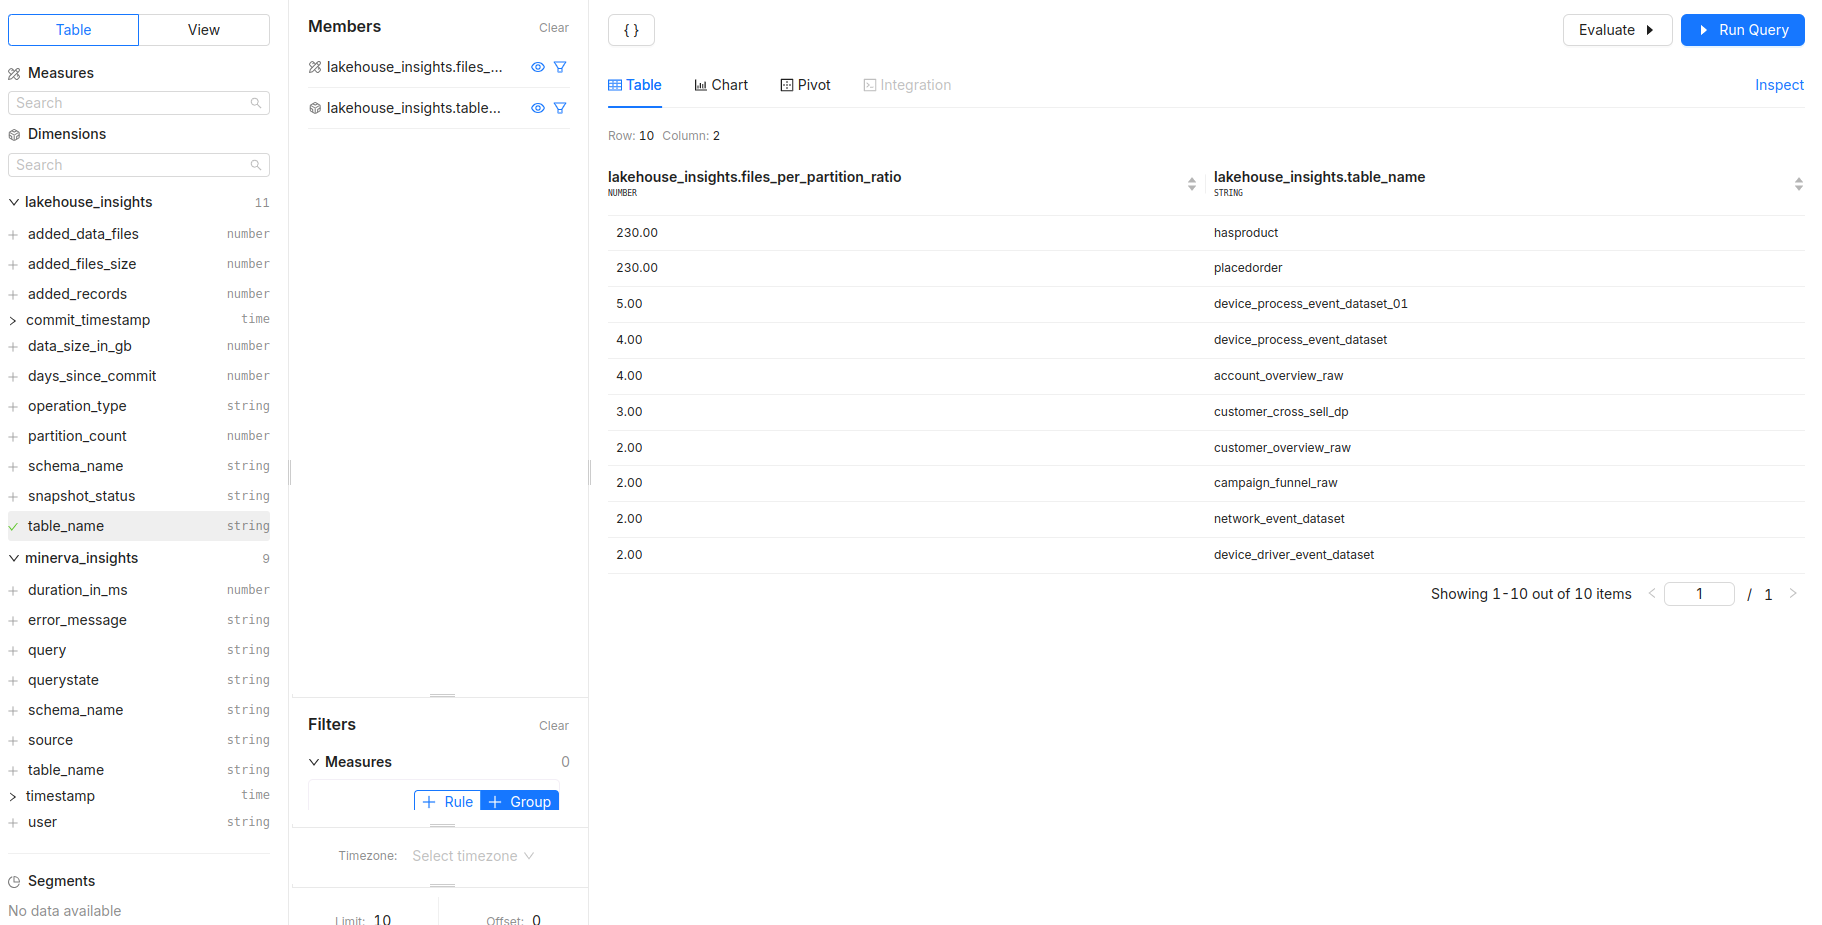 Table
View
Measures
Search
Dimensions
Search
lakehouse_insights 11
added_data_files number
added_files_size number
added_records number
commit_timestamp time
data_size_in_gb number
days_since_commit number
operation_type string
partition_count number
schema_name string
snapshot_status string
table_name string
minerva_insights 9
duration_in_ms number
error_message string
query string
querystate string
schema_name string
source string
table_name string
timestamp time
user string
Segments
No data available
Members Clear
lakehouse_insights.files_...
lakehouse_insights.table...
Filters Clear
Measures 0
Rule Group
Timezone: Select timezone
Limit: 10 Offset: 0
{ } Evaluate Run Query
Table Chart Pivot Integration Inspect
Row: 10 Column: 2
lakehouse_insights.files_per_partition_ratio lakehouse_insights.table_name
NUMBER STRING
230.00 hasproduct
230.00 placedorder
5.00 device_process_event_dataset_01
4.00 device_process_event_dataset
4.00 account_overview_raw
3.00 customer_cross_sell_dp
2.00 customer_overview_raw
2.00 campaign_funnel_raw
2.00 network_event_dataset
2.00 device_driver_event_dataset
Showing 1-10 out of 10 items 1 / 1